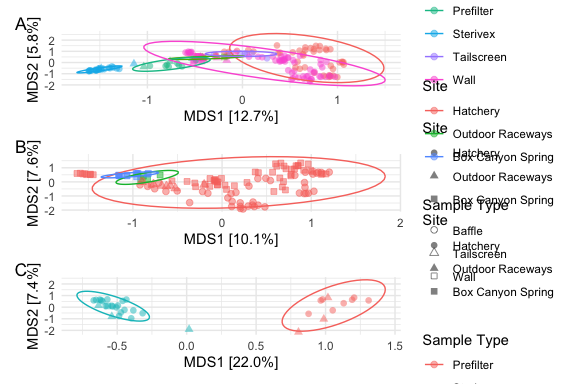 A
MDS2 [5.8%]
2
1
0
-1
-2
-1
0
1
MDS1 [12.7%]
B
MDS2 [7.6%]
1
0
-1
-2
-1
0
1
2
MDS1 [10.1%]
C
MDS2 [7.4%]
2
1
0
-1
-2
-0.5
0.0
0.5
1.0
1.5
MDS1 [22.0%]
Prefilter
Sterivex
Tailscreen
Wall
Site
Hatchery
Site
Outdoor Raceways
Hatchery
Box Canyon Spring
Outdoor Raceways
Box Canyon Spring
Sample Type
Site
Baffle
Hatchery
Tailscreen
Outdoor Raceways
Wall
Box Canyon Spring
Sample Type
Prefilter